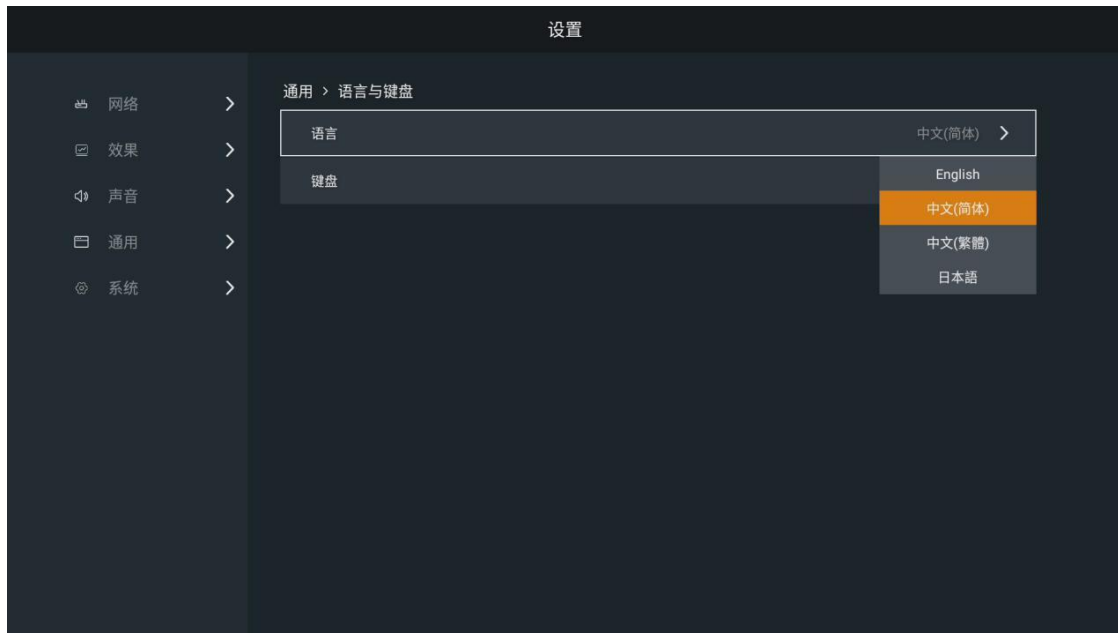 设置
网络
效果
声音
通用
系统
通用 > 语言与键盘
语言 中文(简体)
键盘
English
中文(简体)
中文(繁體)
日本語